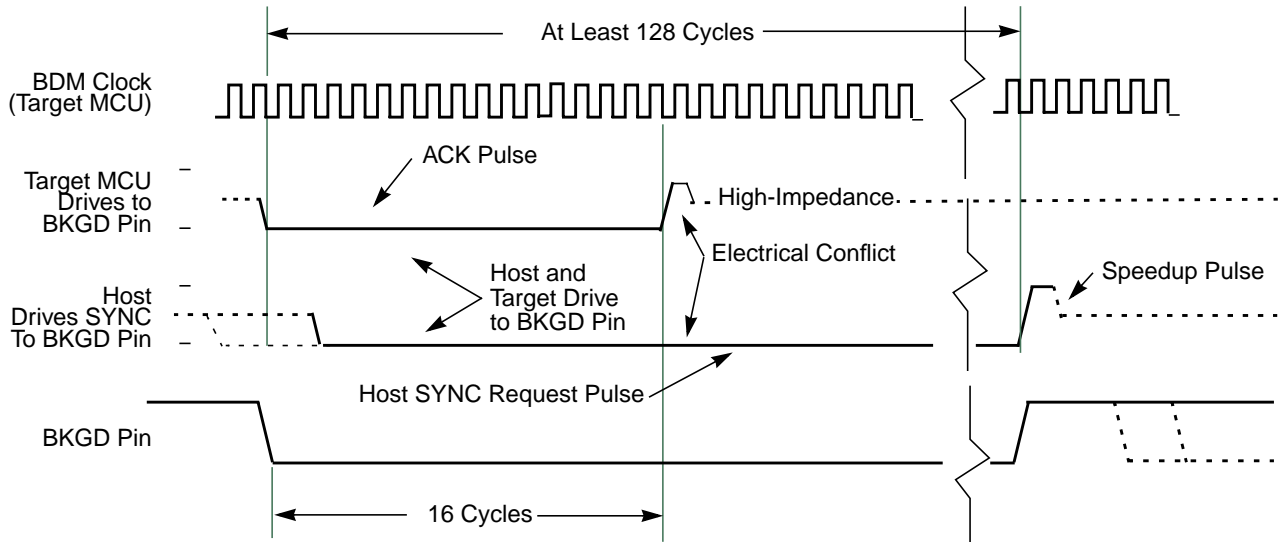 At Least 128 Cycles
BDM Clock
(Target MCU)
ACK Pulse
Target MCU
Drives to
BKGD Pin
High-Impedance
Electrical Conflict
Host and
Target Drive
to BKGD Pin
Speedup Pulse
Host
Drives SYNC
To BKGD Pin
Host SYNC Request Pulse
BKGD Pin
16 Cycles